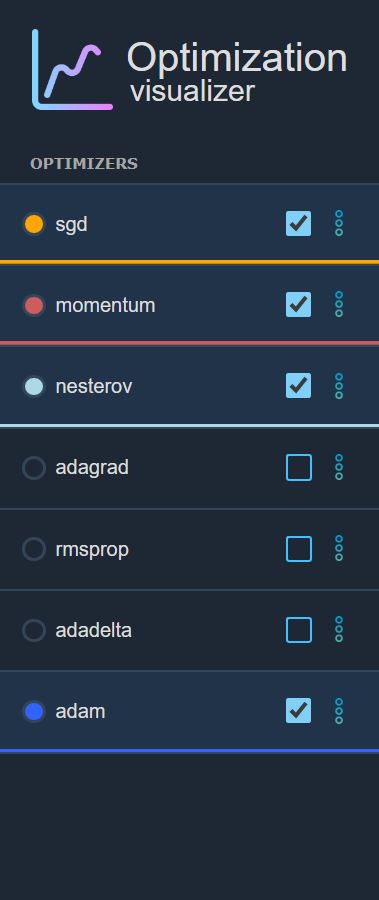 Optimization
visualizer
OPTIMIZERS
sgd
momentum
nesterov
adagrad
rmsprop
adadelta
adam